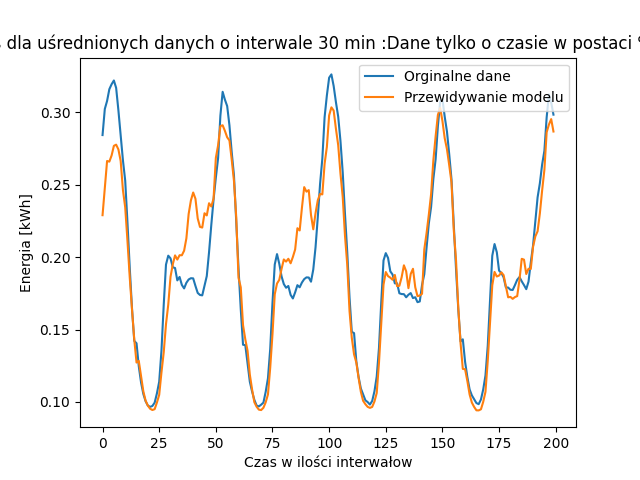 dla uśrednionych danych o interwale 30 min :Dane tylko o czasie w postaci
Orginalne dane
Przewidywanie modelu
Energia [kWh]
0.30
0.25
0.20
0.15
0.10
0 25 50 75 100 125 150 175 200
Czas w ilości interwałow